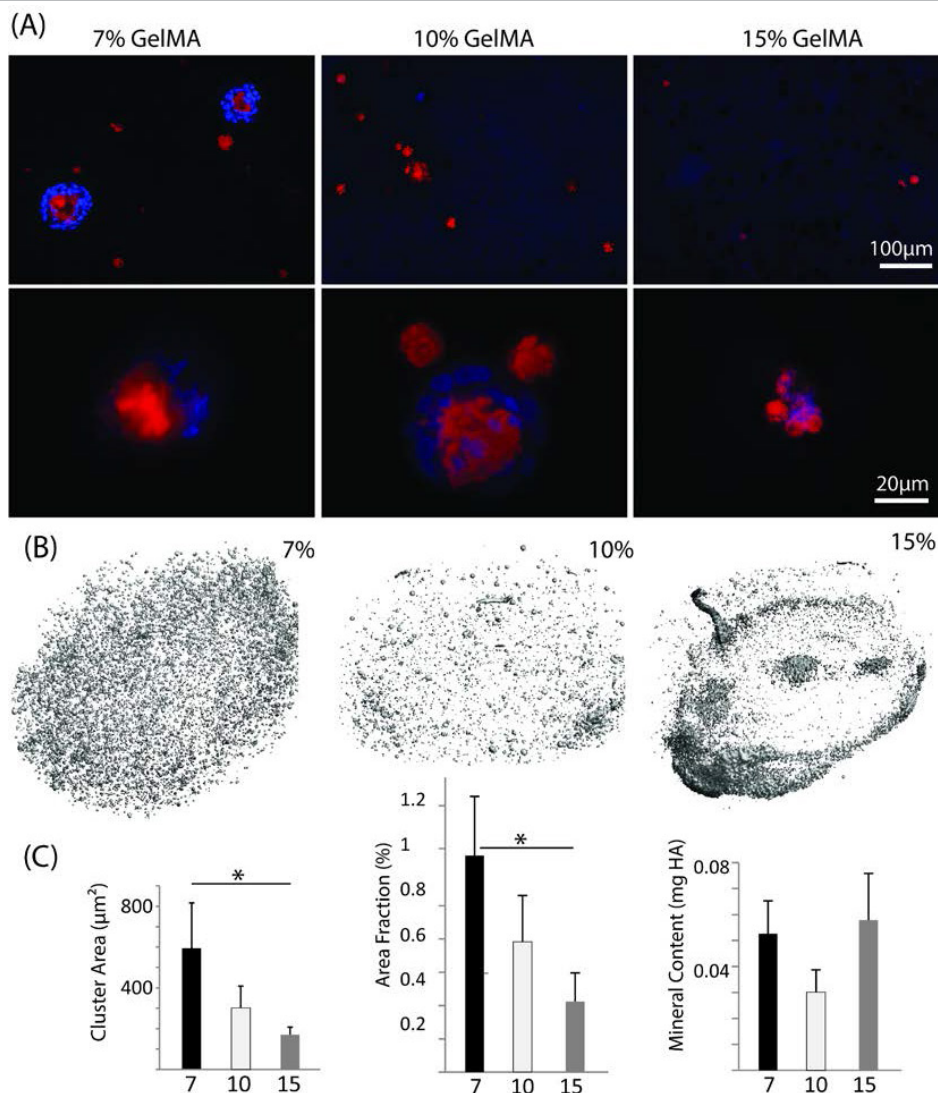 (A)
7% GelMA 10% GelMA 15% GelMA
100µm
20µm
(B)
7% 10% 15%
(C)
Cluster Area (µm²)
800
400
7 10 15
*
Area Fraction (%)
1.2
1
0.8
0.6
0.4
0.2
7 10 15
*
Mineral Content (mg HA)
0.08
0.04
7 10 15